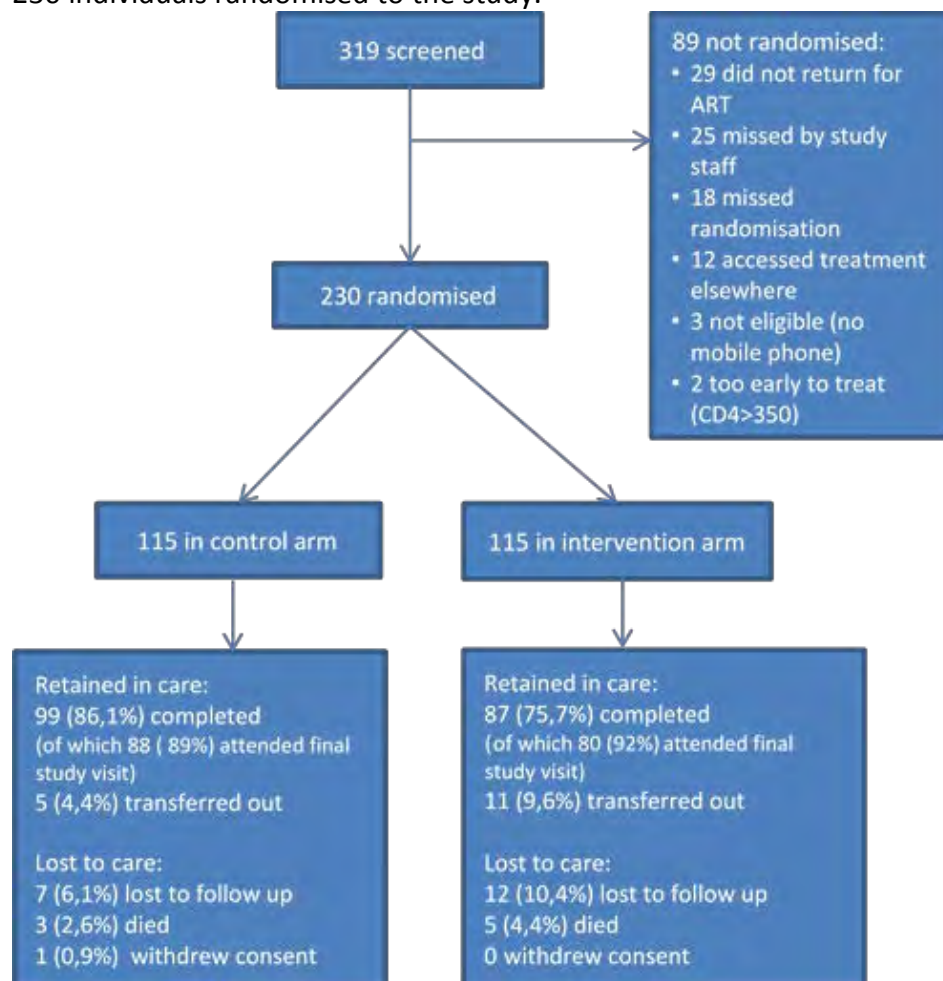 230 individuals randomised to the study.
319 screened
89 not randomised:
• 29 did not return for
ART
• 25 missed by study
staff
• 18 missed
randomisation
• 12 accessed treatment
elsewhere
• 3 not eligible (no
mobile phone)
• 2 too early to treat
(CD4>350)
230 randomised
115 in control arm
115 in intervention arm
Retained in care:
99 (86,1%) completed
(of which 88 ( 89%) attended final
study visit)
5 (4,4%) transferred out
Lost to care:
7 (6,1%) lost to follow up
3 (2,6%) died
1 (0,9%) withdrew consent
Retained in care:
87 (75,7%) completed
(of which 80 (92%) attended final
study visit)
11 (9,6%) transferred out
Lost to care:
12 (10,4%) lost to follow up
5 (4,4%) died
0 withdrew consent